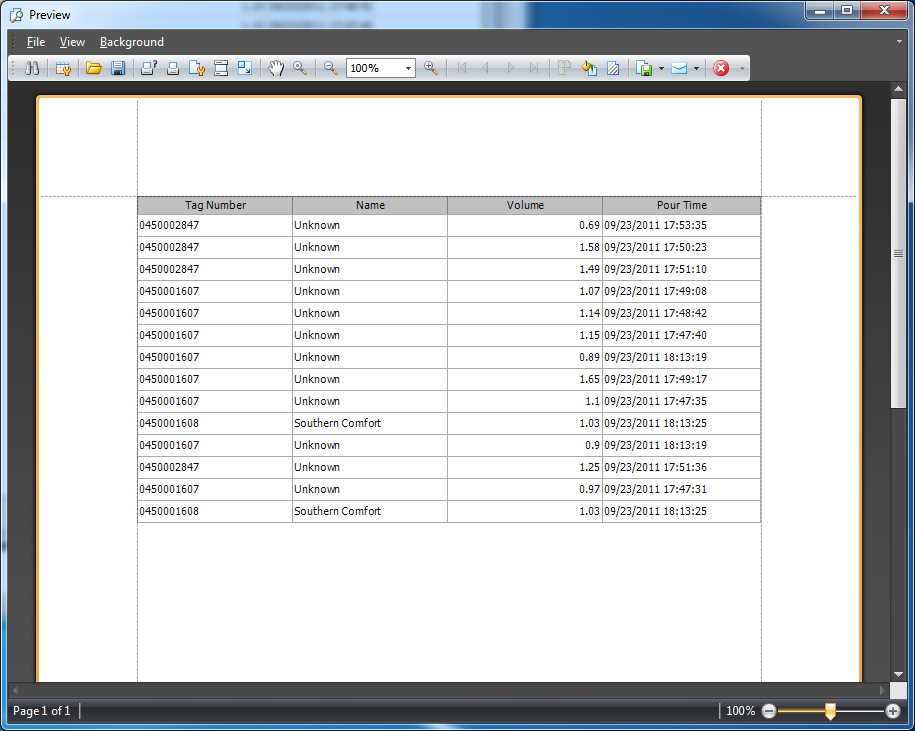 Preview
File View Background
100%
Tag Number Name Volume Pour Time
0450002847 Unknown 0.69 09/23/2011 17:53:35
0450002847 Unknown 1.58 09/23/2011 17:50:23
0450002847 Unknown 1.49 09/23/2011 17:51:10
0450001607 Unknown 1.07 09/23/2011 17:49:08
0450001607 Unknown 1.14 09/23/2011 17:48:42
0450001607 Unknown 1.15 09/23/2011 17:47:40
0450001607 Unknown 0.89 09/23/2011 18:13:19
0450001607 Unknown 1.65 09/23/2011 17:49:17
0450001607 Unknown 1.1 09/23/2011 17:47:35
0450001608 Southern Comfort 1.03 09/23/2011 18:13:25
0450001607 Unknown 0.9 09/23/2011 18:13:19
0450002847 Unknown 1.25 09/23/2011 17:51:36
0450001607 Unknown 0.97 09/23/2011 17:47:31
0450001608 Southern Comfort 1.03 09/23/2011 18:13:25
Page 1 of 1 100%